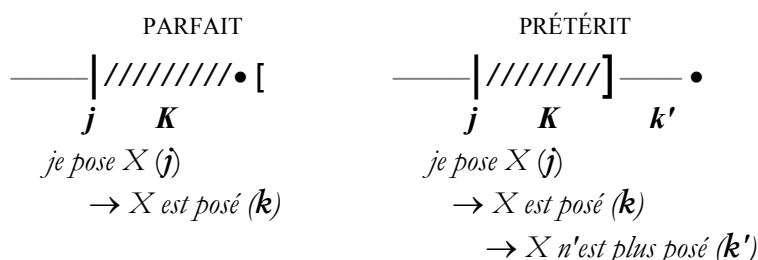 PARFAIT PRÉTÉRIT
———|/////////•[ ———|////////]——— •
j K j K k'
je pose X (j) je pose X (j)
→ X est posé (k) → X est posé (k)
→ X n'est plus posé (k')